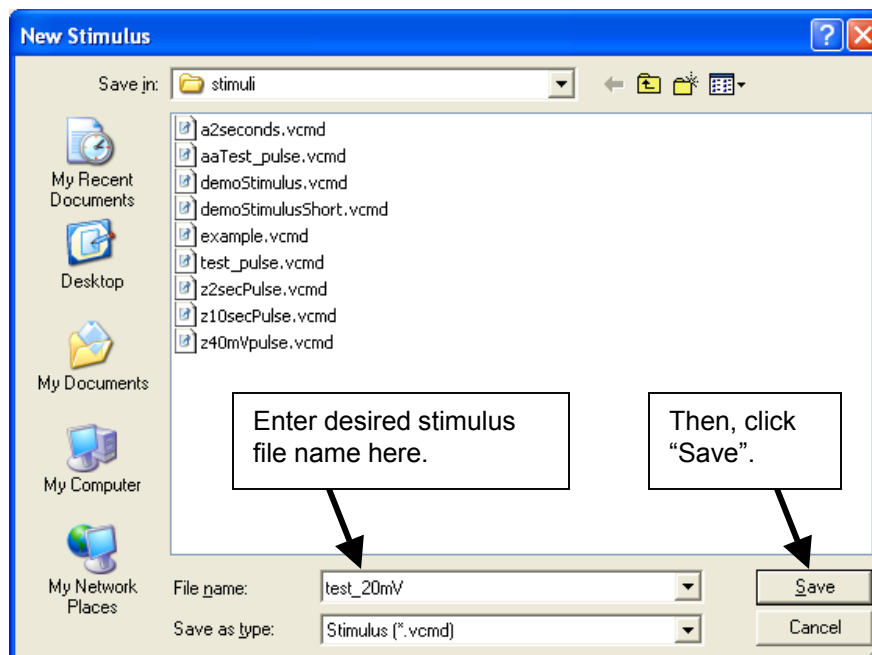 New Stimulus
Save in:
stimuli
a2seconds.vcmd
aaTest_pulse.vcmd
demoStimulus.vcmd
demoStimulusShort.vcmd
example.vcmd
test_pulse.vcmd
z2secPulse.vcmd
z10secPulse.vcmd
z40mVpulse.vcmd
My Recent
Documents
Desktop
My Documents
My Computer
My Network
Places
Enter desired stimulus
file name here.
Then, click
“Save”.
File name:
test_20mV
Save
Save as type:
Stimulus (*.vcmd)
Cancel